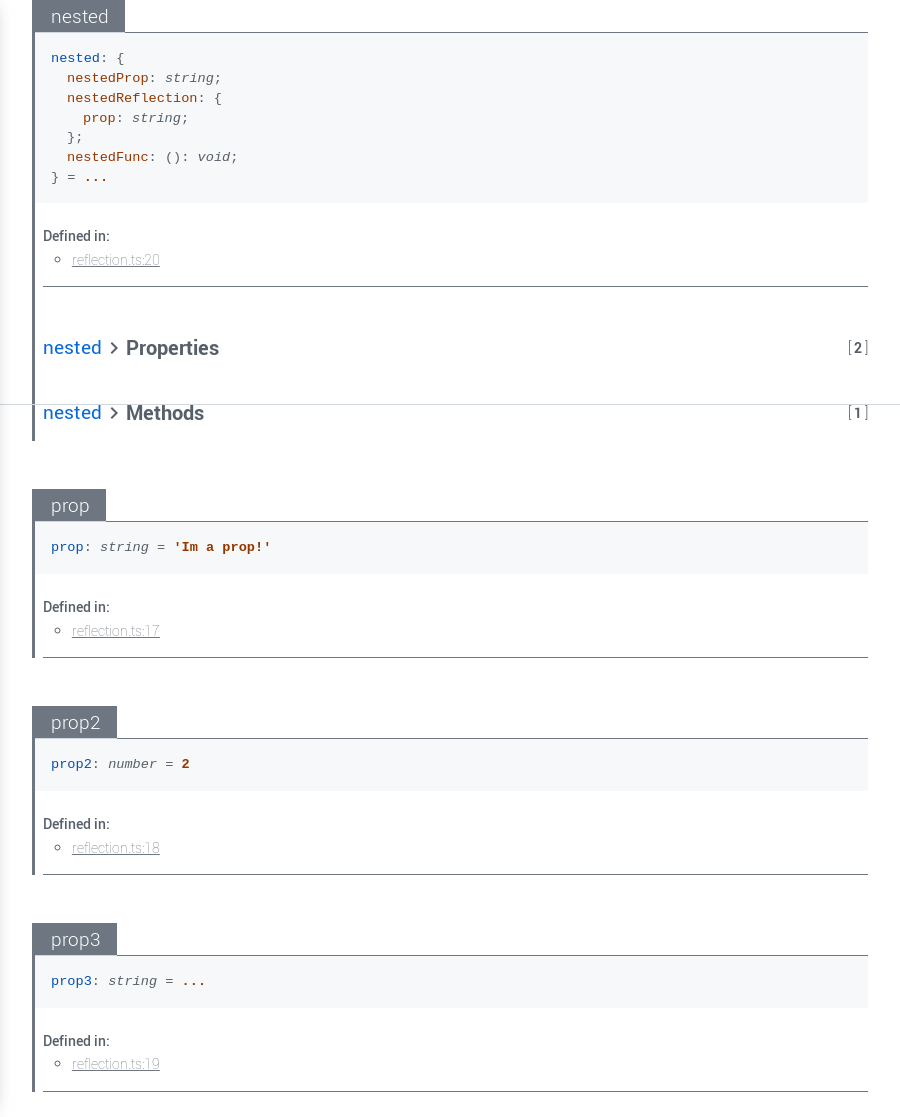 nested
nested: {
nestedProp: string;
nestedReflection: {
prop: string;
};
nestedFunc: (): void;
} = ...
Defined in:
reflection.ts:20
nested > Properties [2]
nested > Methods [1]
prop
prop: string = 'Im a prop!'
Defined in:
reflection.ts:17
prop2
prop2: number = 2
Defined in:
reflection.ts:18
prop3
prop3: string = ...
Defined in:
reflection.ts:19